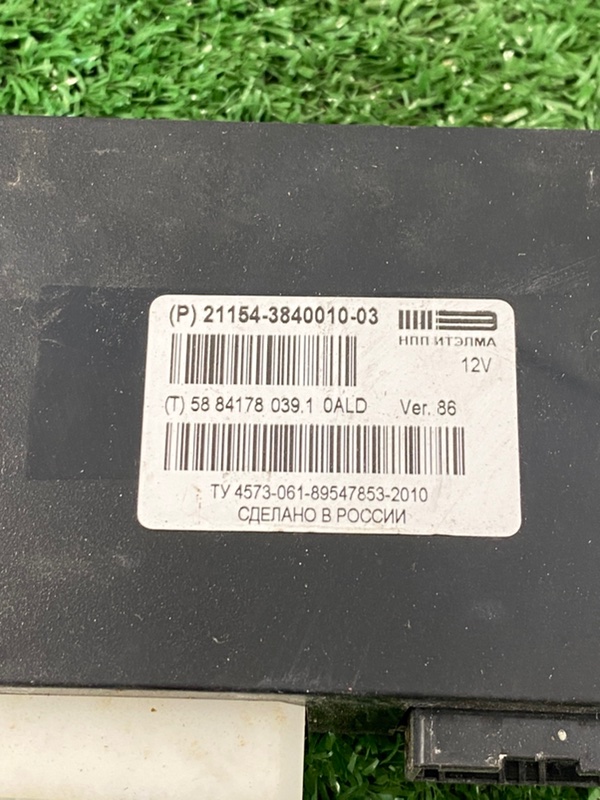 (P) 21154-3840010-03
НПП ИТЭЛМА
12V
(T) 58 84178 039.1 0ALD Ver. 86
ТУ 4573-061-89547853-2010
СДЕЛАНО В РОССИИ